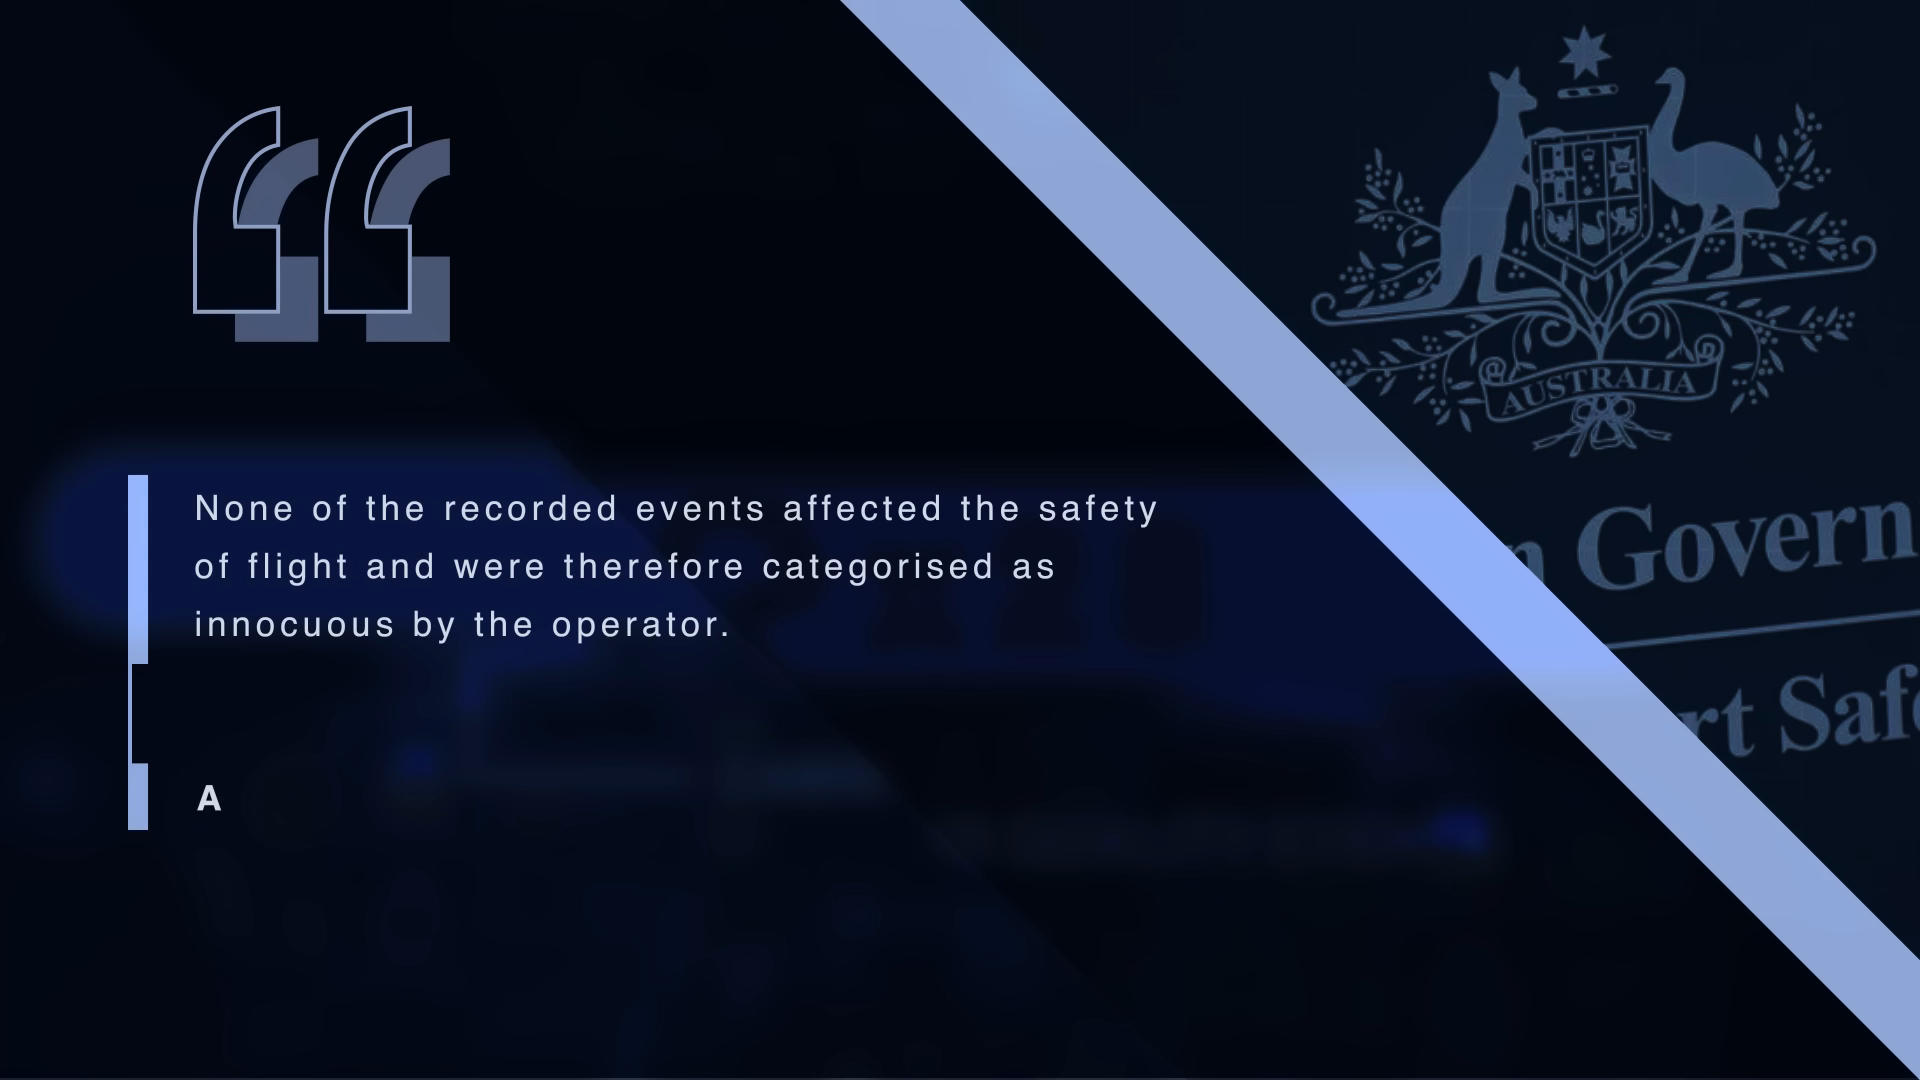 AUSTRALIA
None of the recorded events affected the safety
of flight and were therefore categorised as
innocuous by the operator.
n Govern
rt Safe
A